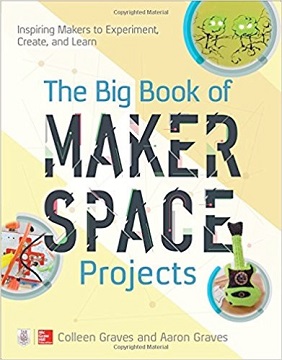 Inspiring Makers to Experiment,
Create, and Learn
The Big Book of
MAKER
SPACE
Projects
Colleen Graves and Aaron Graves